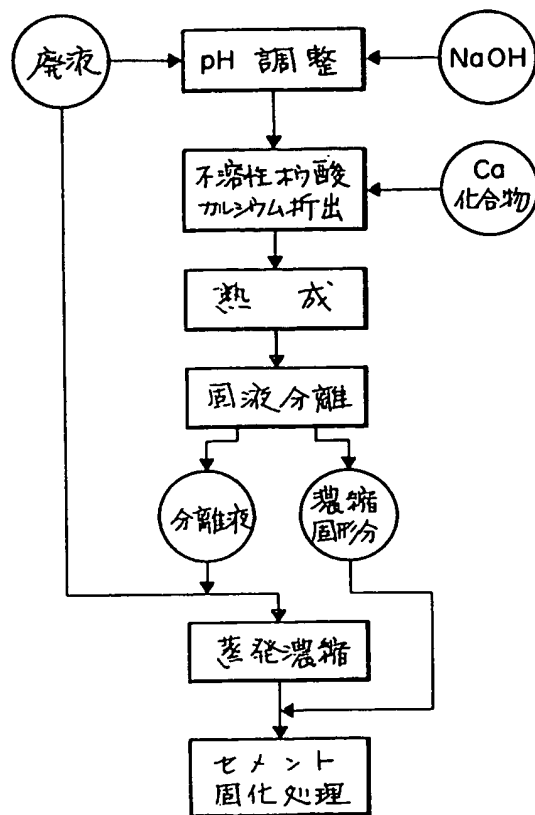 廃液
pH 調整
NaOH
不溶性ホウ酸
カルシウム析出
Ca
化合物
熟 成
固液分離
分離液
濃縮
固形分
蒸発濃縮
セメント
固化処理